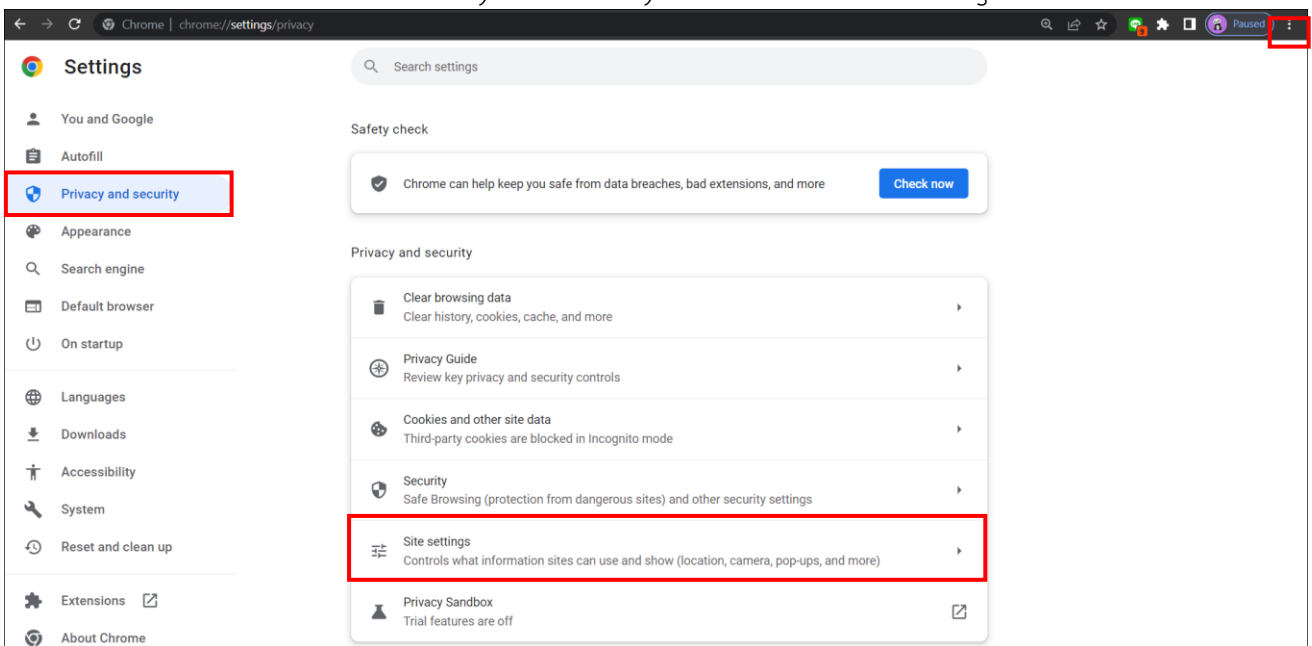 Chrome | chrome://settings/privacy
9
Paused
Settings
Search settings
You and Google
Autofill
Privacy and security
Appearance
Search engine
Default browser
On startup
Languages
Downloads
Accessibility
System
Reset and clean up
Extensions
About Chrome
Safety check
Chrome can help keep you safe from data breaches, bad extensions, and more
Check now
Privacy and security
Clear browsing data
Clear history, cookies, cache, and more
Privacy Guide
Review key privacy and security controls
Cookies and other site data
Third-party cookies are blocked in Incognito mode
Security
Safe Browsing (protection from dangerous sites) and other security settings
Site settings
Controls what information sites can use and show (location, camera, pop-ups, and more)
Privacy Sandbox
Trial features are off